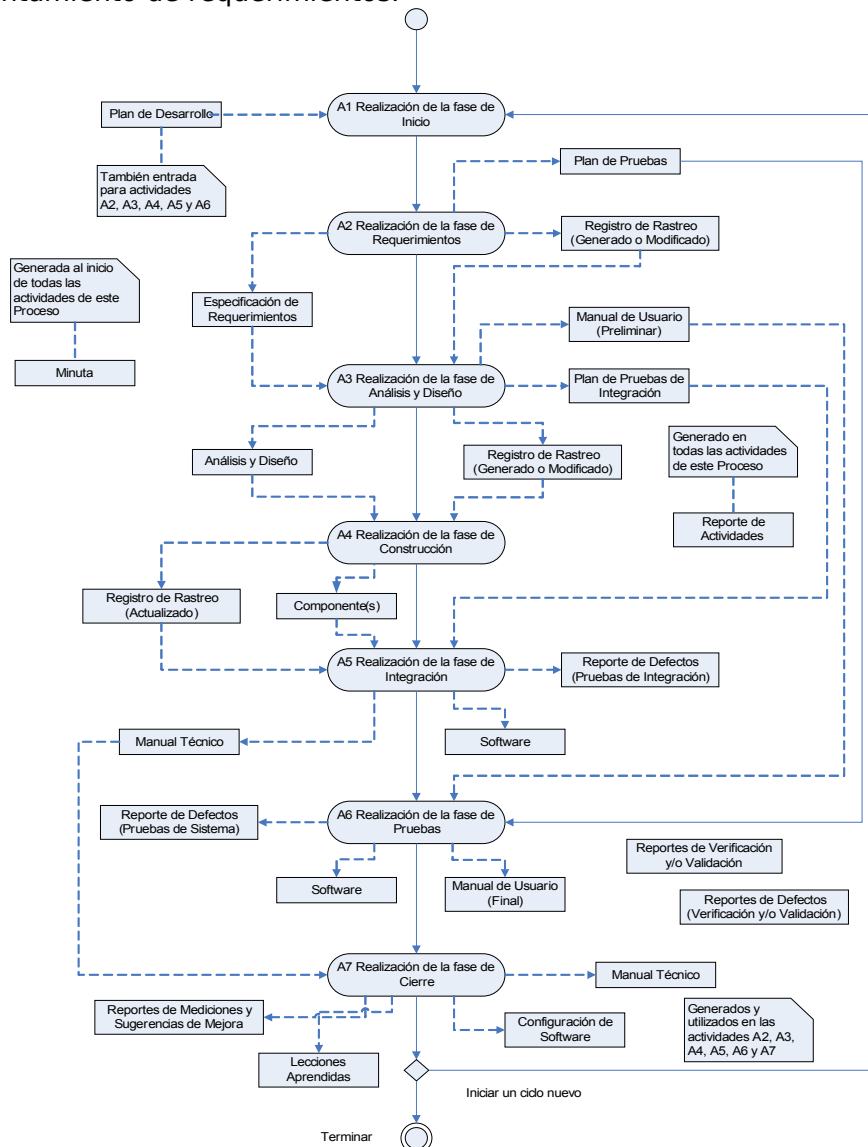 ntamiento de requerimientos.
A1 Realización de la fase de
Inicio
Plan de Desarrollo
También entrada
para actividades
A2, A3, A4, A5 y A6
Plan de Pruebas
A2 Realización de la fase de
Requerimientos
Registro de Rastreo
(Generado o Modificado)
Generada al inicio
de todas las
actividades de este
Proceso
Minuta
Especificación de
Requerimientos
Manual de Usuario
(Preliminar)
A3 Realización de la fase de
Análisis y Diseño
Plan de Pruebas de
Integración
Análisis y Diseño
Registro de Rastreo
(Generado o Modificado)
Generado en
todas las actividades
de este Proceso
Reporte de
Actividades
A4 Realización de la fase de
Construcción
Registro de Rastreo
(Actualizado)
Componente(s)
A5 Realización de la fase de
Integración
Reporte de Defectos
(Pruebas de Integración)
Manual Técnico
Software
A6 Realización de la fase de
Pruebas
Reporte de Defectos
(Pruebas de Sistema)
Reportes de Verificación
y/o Validación
Software
Manual de Usuario
(Final)
Reportes de Defectos
(Verificación y/o Validación)
A7 Realización de la fase de
Cierre
Manual Técnico
Reportes de Mediciones y
Sugerencias de Mejora
Configuración de
Software
Generados y
utilizados en las
actividades A2, A3,
A4, A5, A6 y A7
Lecciones
Aprendidas
Iniciar un ciclo nuevo
Terminar